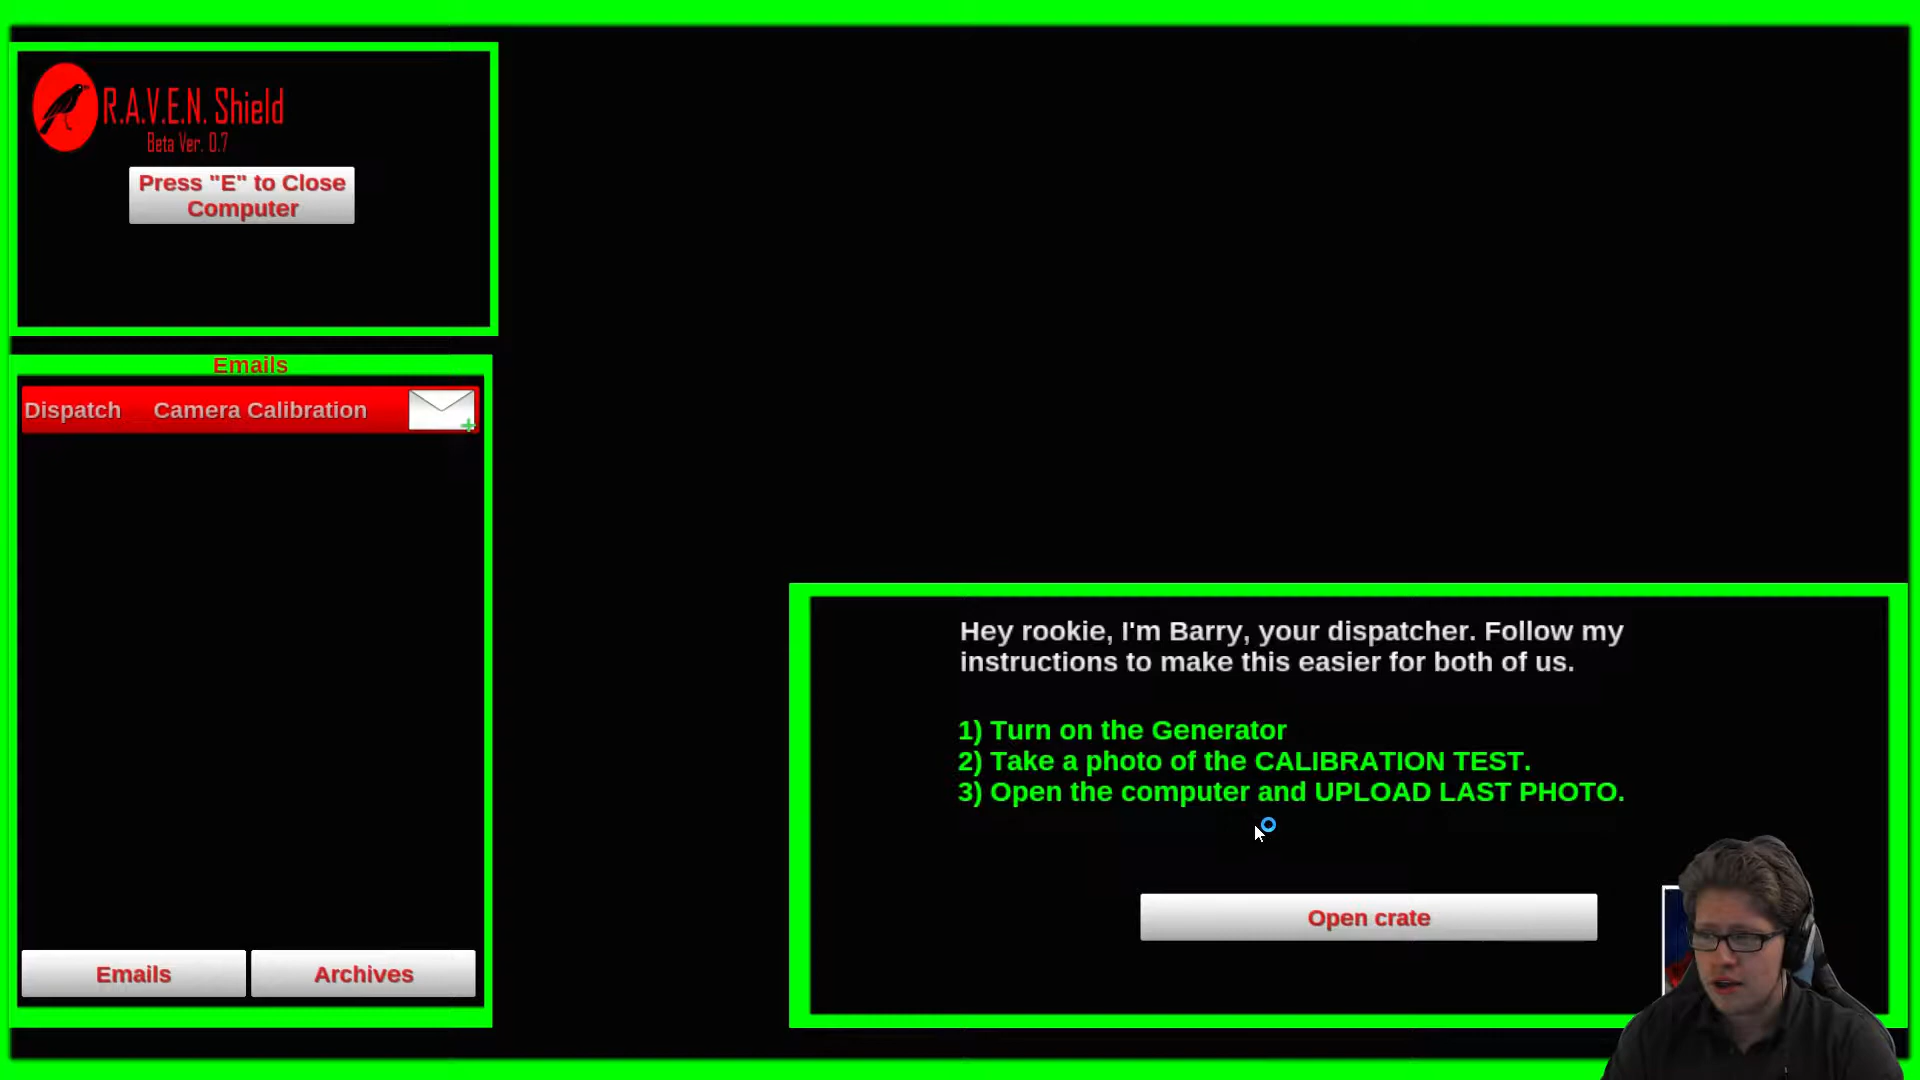 R.A.V.E.N. Shield
Beta Ver. 0.7
Press "E" to Close
Computer
Emails
Dispatch Camera Calibration
Hey rookie, I'm Barry, your dispatcher. Follow my
instructions to make this easier for both of us.
1) Turn on the Generator
2) Take a photo of the CALIBRATION TEST.
3) Open the computer and UPLOAD LAST PHOTO.
Open crate
Emails
Archives